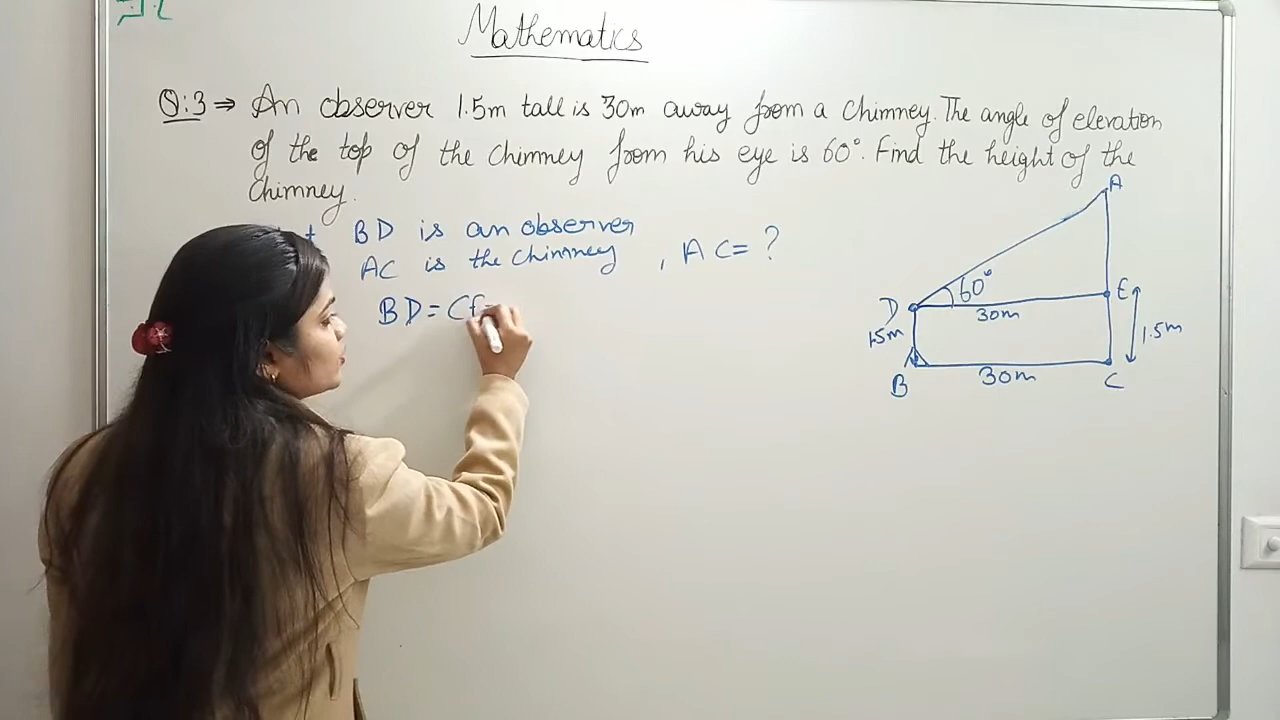 Mathematics
Q:3 ⇒ An observer 1.5m tall is 30m away from a chimney. The angle of elevation
of the top of the chimney from his eye is 60°. Find the height of the
chimney.
BD is an observer
AC is the chimney , AC = ?
BD = CE
A
60°
D
E
30m
1.5m
1.5m
B
30m
C